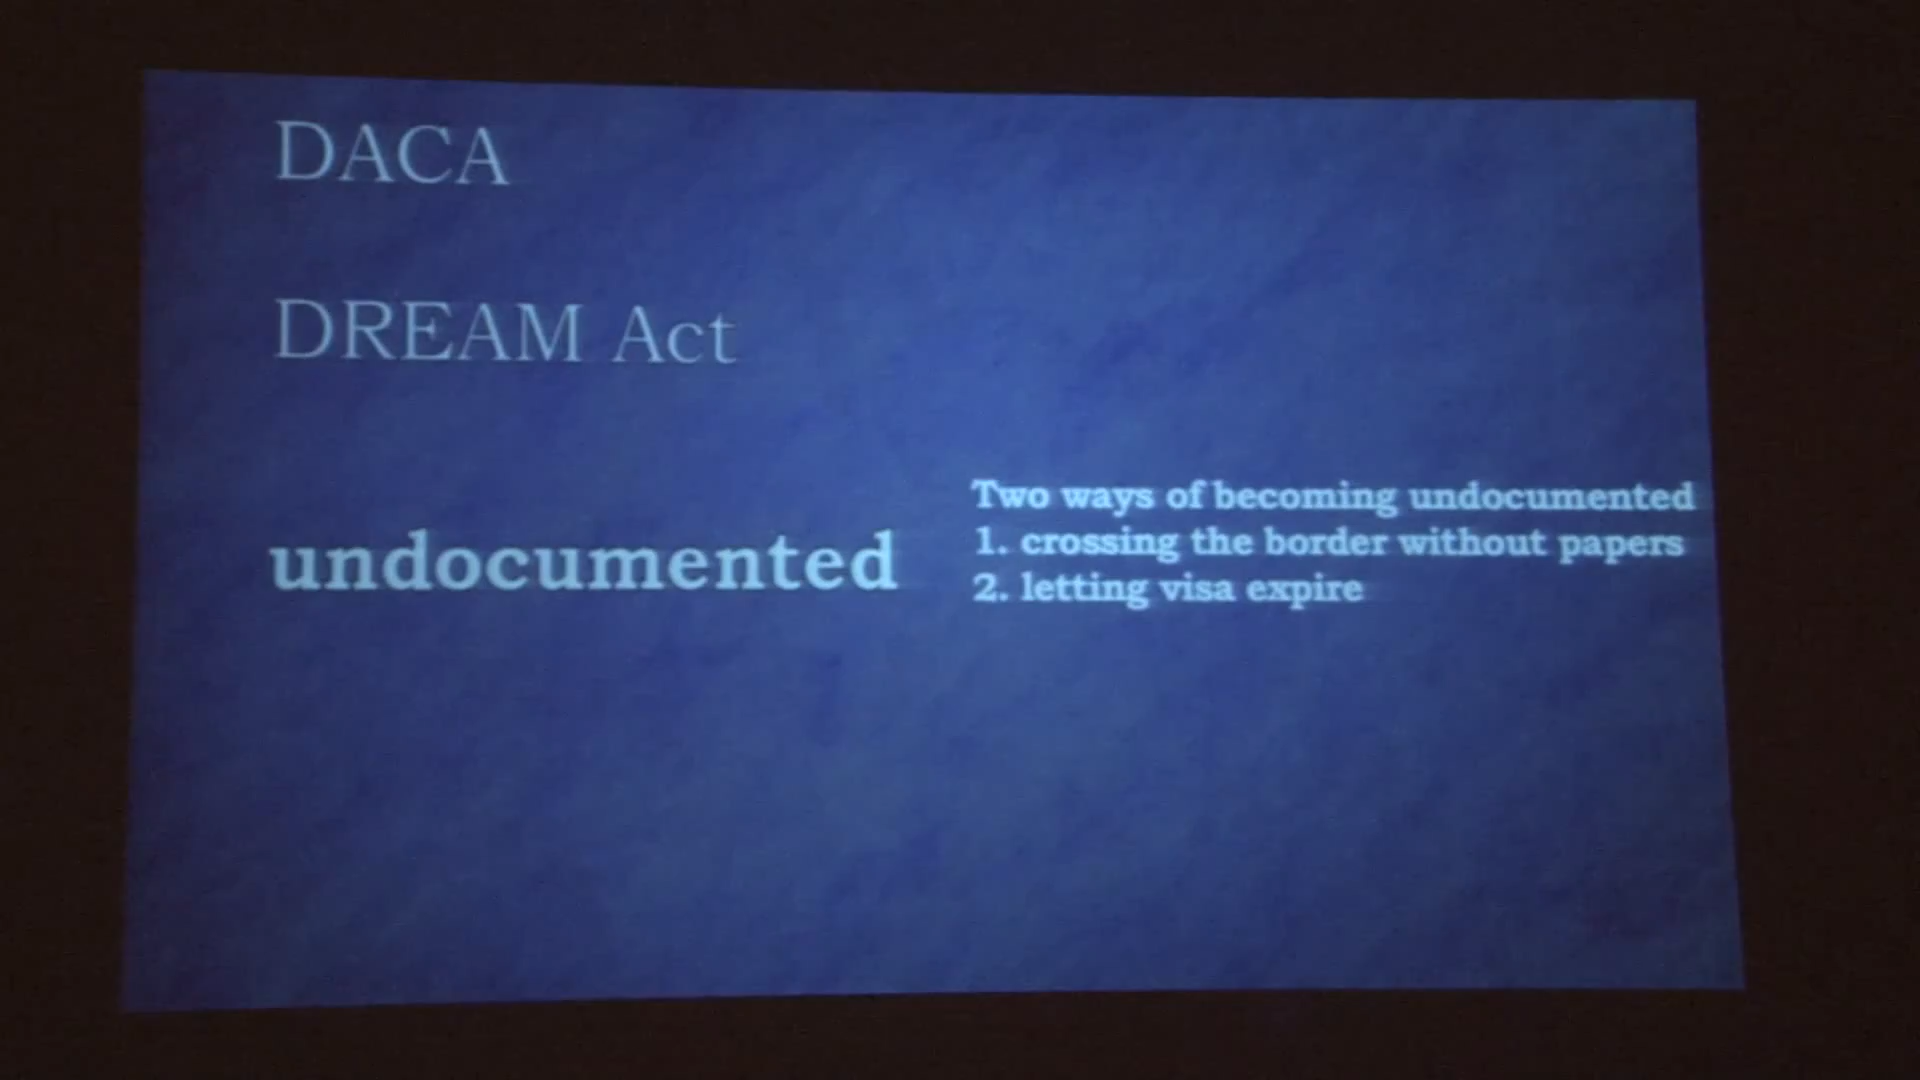 DACA
DREAM Act
undocumented
Two ways of becoming undocumented
1. crossing the border without papers
2. letting visa expire